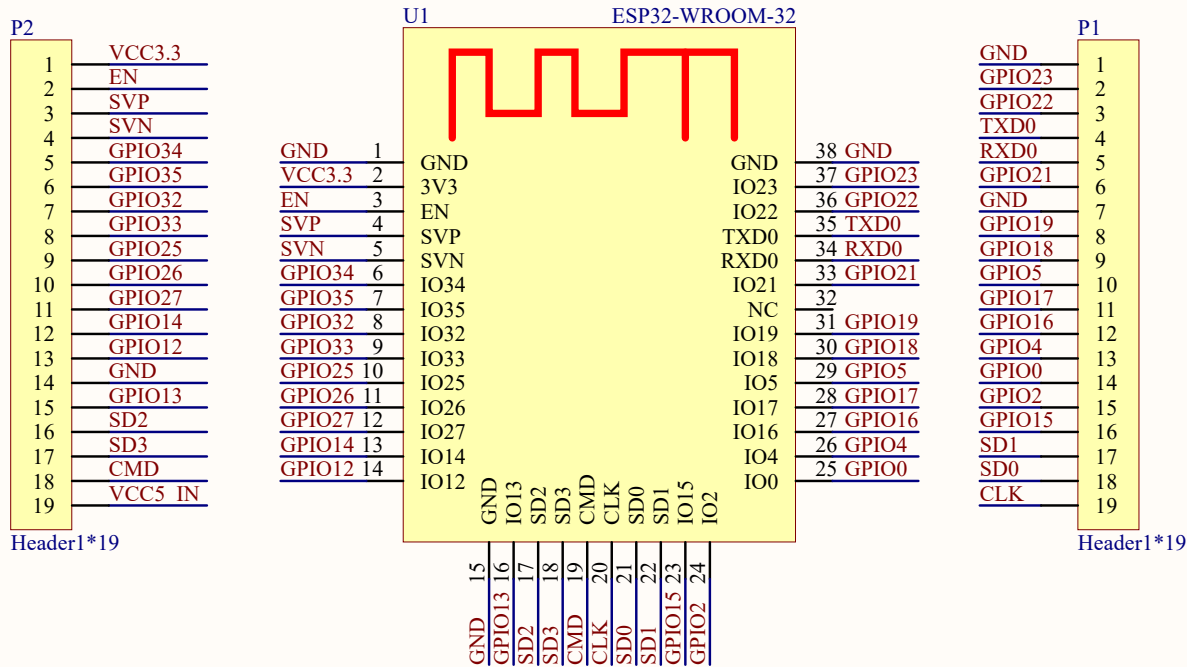 P2
1 VCC3.3
2 EN
3 SVP
4 SVN
5 GPIO34
6 GPIO35
7 GPIO32
8 GPIO33
9 GPIO25
10 GPIO26
11 GPIO27
12 GPIO14
13 GPIO12
14 GND
15 GPIO13
16 SD2
17 SD3
18 CMD
19 VCC5 IN
Header1*19
U1 ESP32-WROOM-32
GND 1 GND
VCC3.3 2 3V3
EN 3 EN
SVP 4 SVP
SVN 5 SVN
GPIO34 6 IO34
GPIO35 7 IO35
GPIO32 8 IO32
GPIO33 9 IO33
GPIO25 10 IO25
GPIO26 11 IO26
GPIO27 12 IO27
GPIO14 13 IO14
GPIO12 14 IO12
GND 38 GND
IO23 37 GPIO23
IO22 36 GPIO22
TXD0 35 TXD0
RXD0 34 RXD0
IO21 33 GPIO21
NC 32
IO19 31 GPIO19
IO18 30 GPIO18
IO5 29 GPIO5
IO17 28 GPIO17
IO16 27 GPIO16
IO4 26 GPIO4
IO0 25 GPIO0
GND 15 GND
IO13 16 GPIO13
SD2 17 SD2
SD3 18 SD3
CMD 19 CMD
CLK 20 CLK
SD0 21 SD0
SD1 22 SD1
IO15 23 GPIO15
IO2 24 GPIO2
P1
GND 1
GPIO23 2
GPIO22 3
TXD0 4
RXD0 5
GPIO21 6
GND 7
GPIO19 8
GPIO18 9
GPIO5 10
GPIO17 11
GPIO16 12
GPIO4 13
GPIO0 14
GPIO2 15
GPIO15 16
SD1 17
SD0 18
CLK 19
Header1*19